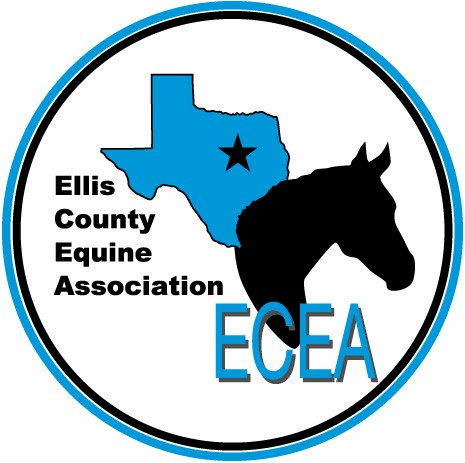 Ellis
County
Equine
Association
ECEA